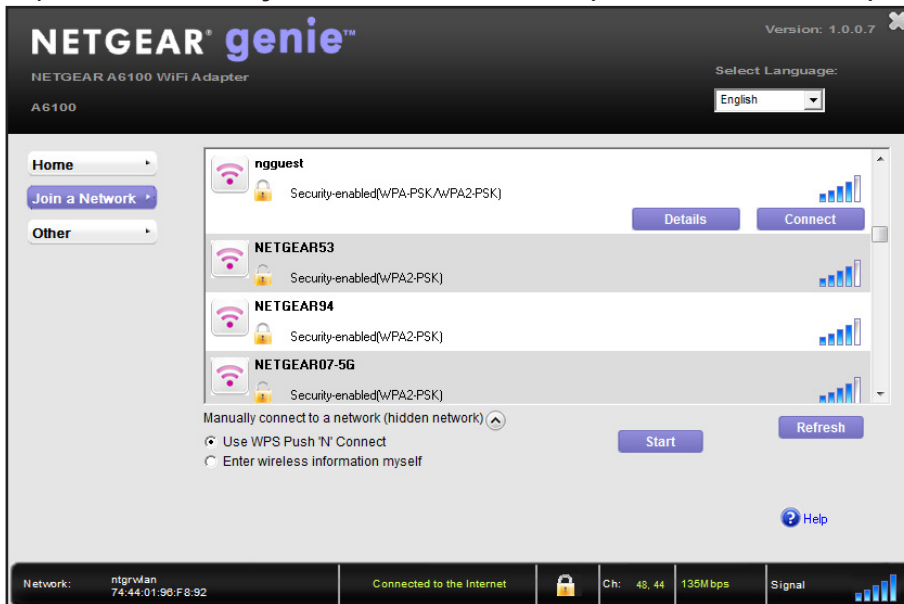 NETGEAR® genie™
Version: 1.0.0.7
NETGEAR A6100 WiFi Adapter
Select Language:
A6100
English
Home
Join a Network
Other
ngguest
Security-enabled(WPA-PSK/WPA2-PSK)
Details
Connect
NETGEAR53
Security-enabled(WPA2-PSK)
NETGEAR94
Security-enabled(WPA2-PSK)
NETGEAR07-5G
Security-enabled(WPA2-PSK)
Manually connect to a network (hidden network)
Refresh
Use WPS Push 'N' Connect
Start
Enter wireless information myself
? Help
Network: ntgrwlan
74:44:01:96:F8:92
Connected to the Internet
Ch: 48, 44
135Mbps
Signal